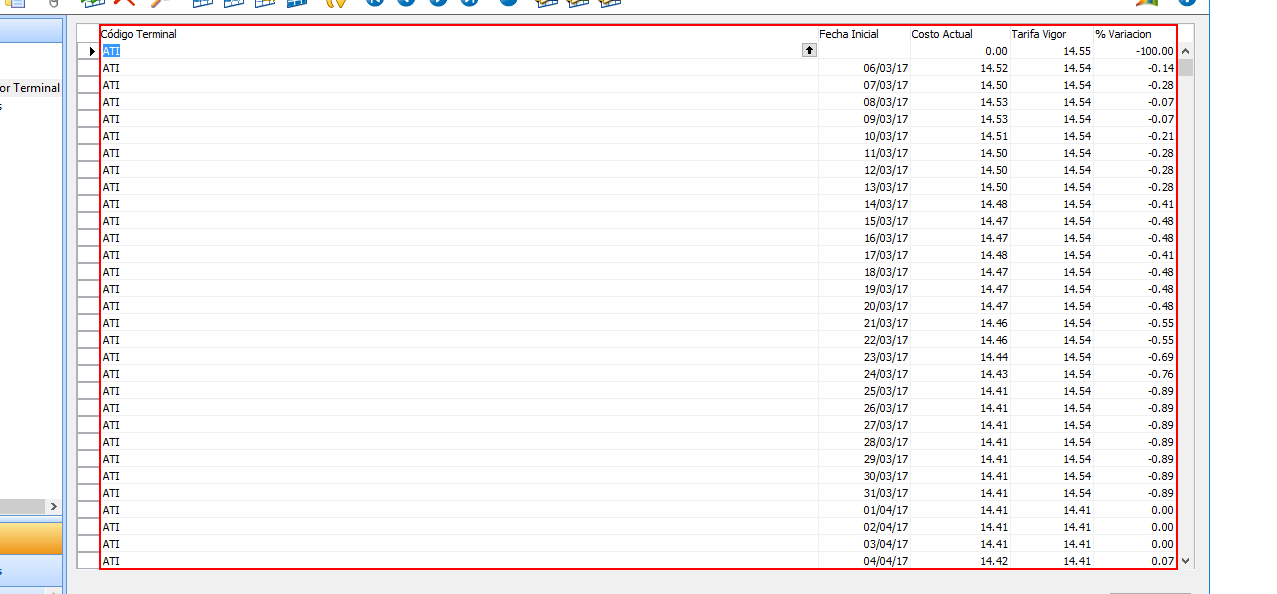 Código Terminal Fecha Inicial Costo Actual Tarifa Vigor % Variacion
ATI 0.00 14.55 -100.00
ATI 06/03/17 14.52 14.54 -0.14
or Terminal
ATI 07/03/17 14.50 14.54 -0.28
s ATI 08/03/17 14.53 14.54 -0.07
ATI 09/03/17 14.53 14.54 -0.07
ATI 10/03/17 14.51 14.54 -0.21
ATI 11/03/17 14.50 14.54 -0.28
ATI 12/03/17 14.50 14.54 -0.28
ATI 13/03/17 14.50 14.54 -0.28
ATI 14/03/17 14.48 14.54 -0.41
ATI 15/03/17 14.47 14.54 -0.48
ATI 16/03/17 14.47 14.54 -0.48
ATI 17/03/17 14.48 14.54 -0.41
ATI 18/03/17 14.47 14.54 -0.48
ATI 19/03/17 14.47 14.54 -0.48
ATI 20/03/17 14.47 14.54 -0.48
ATI 21/03/17 14.46 14.54 -0.55
ATI 22/03/17 14.46 14.54 -0.55
ATI 23/03/17 14.44 14.54 -0.69
ATI 24/03/17 14.43 14.54 -0.76
ATI 25/03/17 14.41 14.54 -0.89
ATI 26/03/17 14.41 14.54 -0.89
ATI 27/03/17 14.41 14.54 -0.89
ATI 28/03/17 14.41 14.54 -0.89
ATI 29/03/17 14.41 14.54 -0.89
ATI 30/03/17 14.41 14.54 -0.89
ATI 31/03/17 14.41 14.54 -0.89
ATI 01/04/17 14.41 14.41 0.00
ATI 02/04/17 14.41 14.41 0.00
ATI 03/04/17 14.41 14.41 0.00
ATI 04/04/17 14.42 14.41 0.07
s